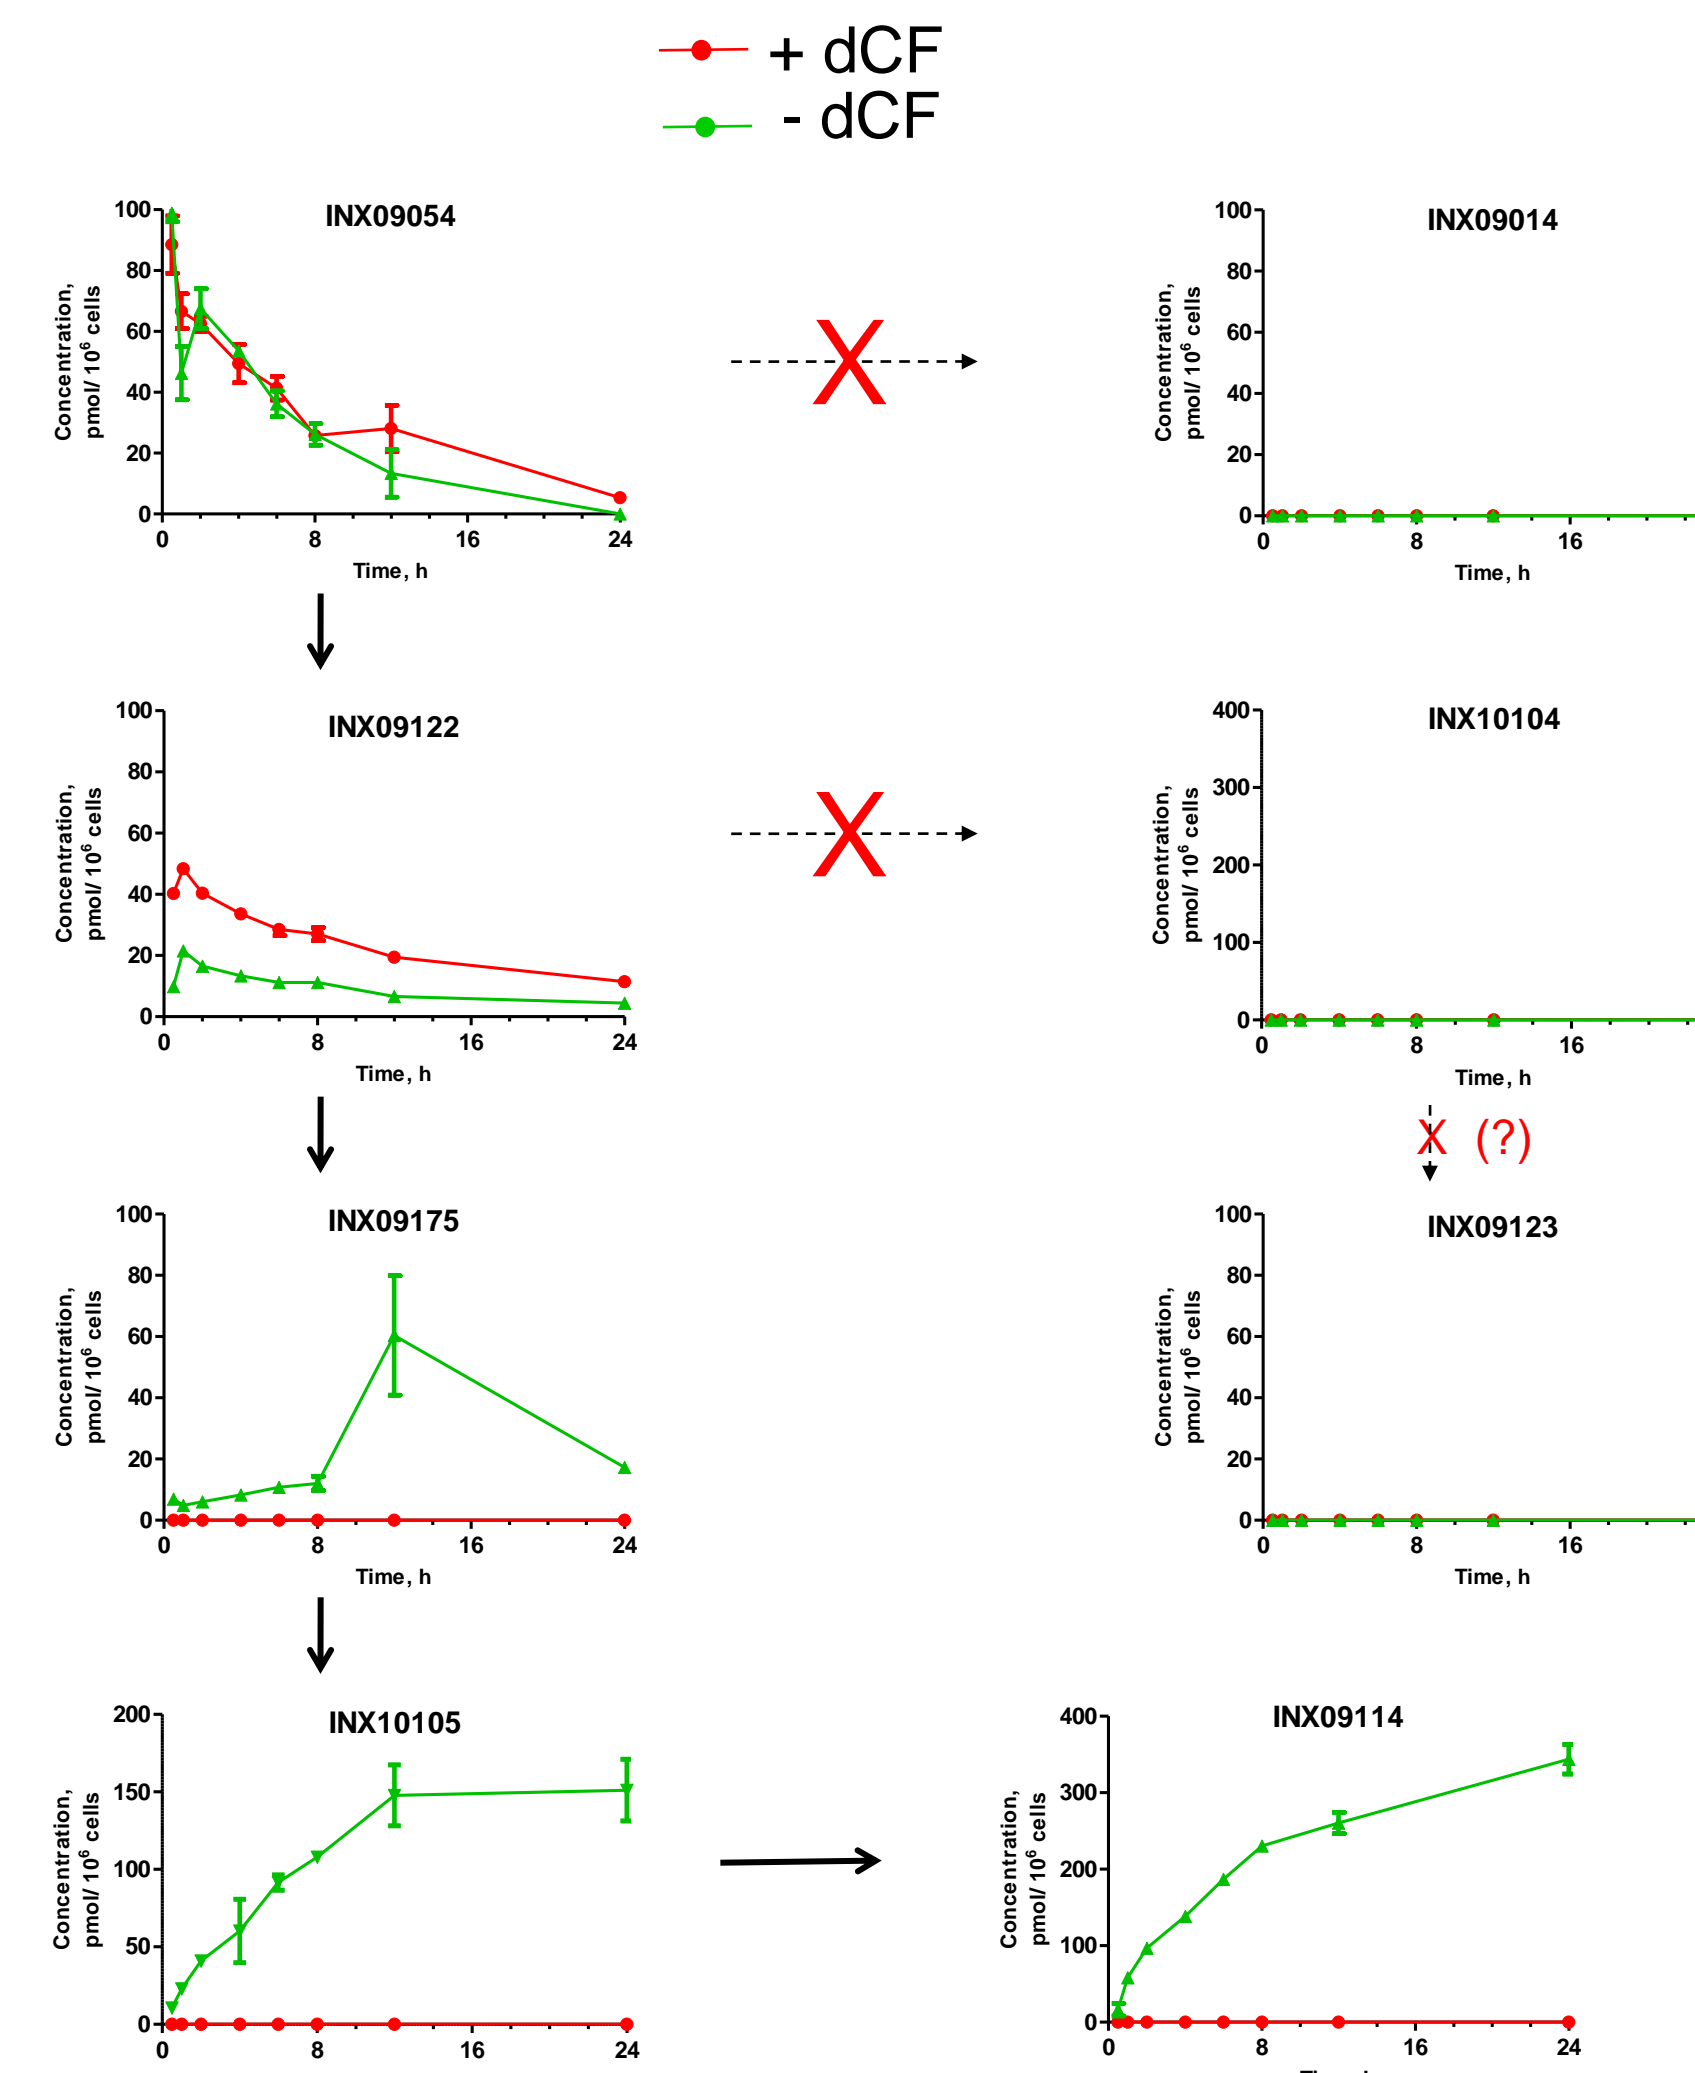 + dCF
- dCF
INX09054
100
80
60
40
20
0
0 8 16 24
Concentration,
pmol/ 10⁶ cells
Time, h
X
INX09014
100
80
60
40
20
0
0 8 16
Concentration,
pmol/ 10⁶ cells
Time, h
INX09122
100
80
60
40
20
0
0 8 16 24
Concentration,
pmol/ 10⁶ cells
Time, h
X
INX10104
400
300
200
100
0
0 8 16
Concentration,
pmol/ 10⁶ cells
Time, h
X (?)
INX09175
100
80
60
40
20
0
0 8 16 24
Concentration,
pmol/ 10⁶ cells
Time, h
INX09123
100
80
60
40
20
0
0 8 16
Concentration,
pmol/ 10⁶ cells
Time, h
INX10105
200
150
100
50
0
0 8 16 24
Concentration,
pmol/ 10⁶ cells
INX09114
400
300
200
100
0
0 8 16 24
Concentration,
pmol/ 10⁶ cells